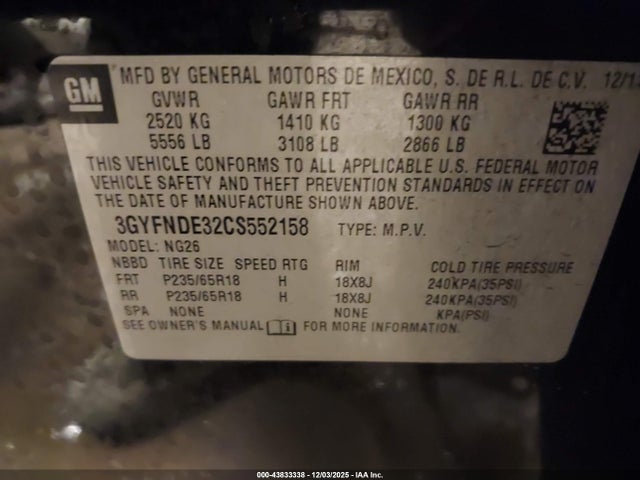 GM MFD BY GENERAL MOTORS DE MEXICO, S. DE R.L. DE C.V. 12/1
GVWR GAWR FRT GAWR RR
2520 KG 1410 KG 1300 KG
5556 LB 3108 LB 2866 LB
THIS VEHICLE CONFORMS TO ALL APPLICABLE U.S. FEDERAL MOTOR
VEHICLE SAFETY AND THEFT PREVENTION STANDARDS IN EFFECT ON
THE DATE OF MANUFACTURE SHOWN ABOVE.
3GYFNDE32CS552158 TYPE: M.P.V.
MODEL: NG26
NBBD TIRE SIZE SPEED RTG RIM COLD TIRE PRESSURE
FRT P235/65R18 H 18X8J 240KPA(35PSI)
RR P235/65R18 H 18X8J 240KPA(35PSI)
SPA NONE NONE KPA(PSI)
SEE OWNER'S MANUAL FOR MORE INFORMATION.
000-43833338 - 12/03/2025 - IAA Inc.